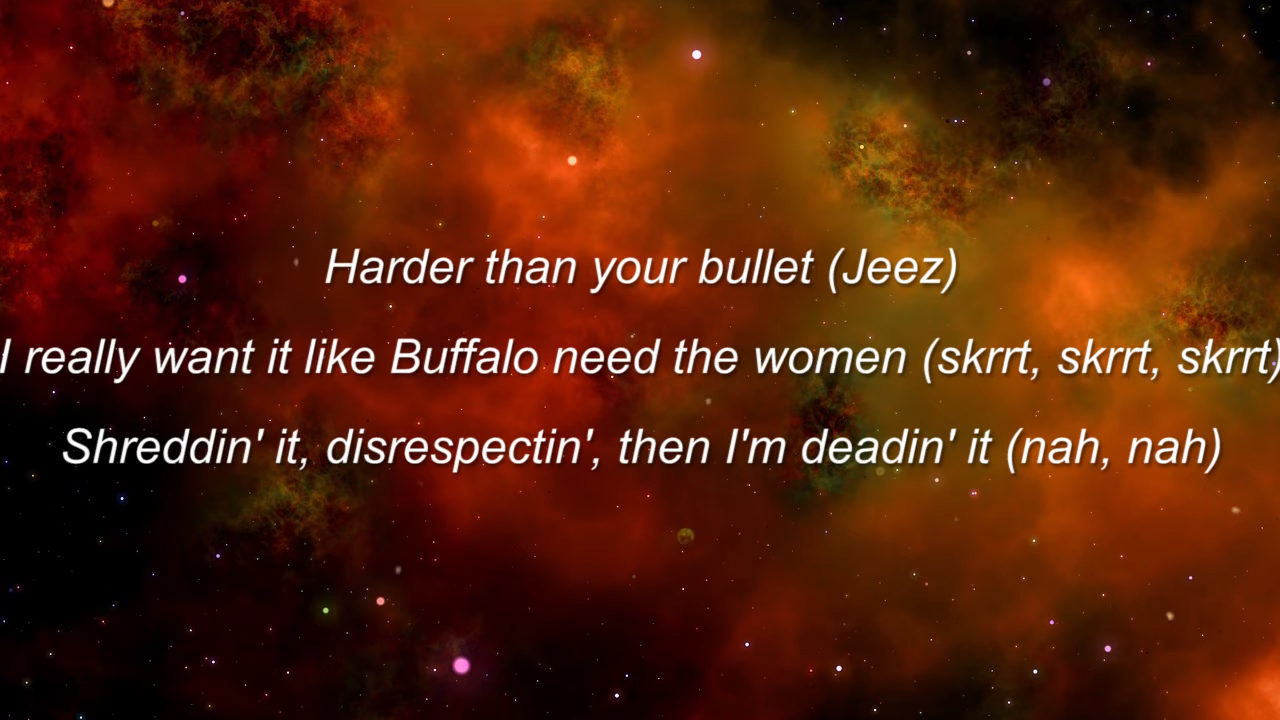 Harder than your bullet (Jeez)
I really want it like Buffalo need the women (skrrt, skrrt, skrrt)
Shreddin' it, disrespectin', then I'm deadin' it (nah, nah)